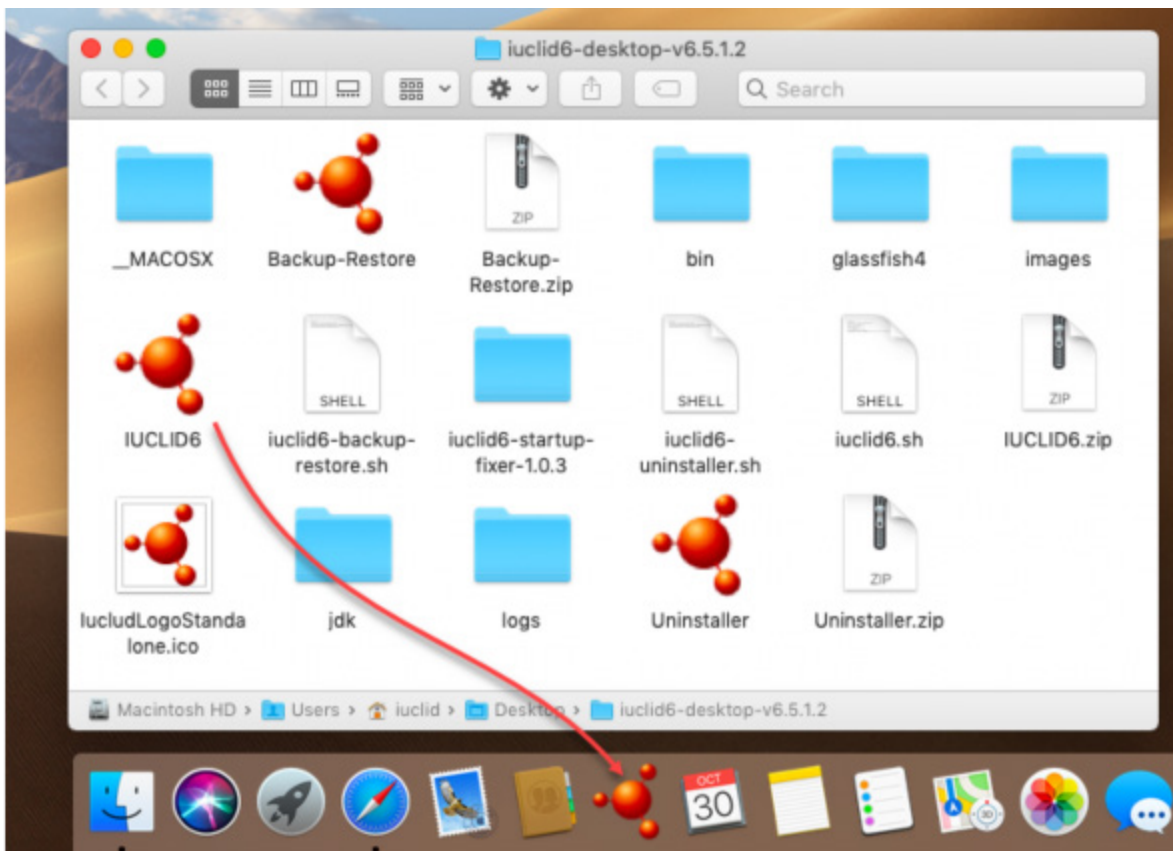 iuclid6-desktop-v6.5.1.2
Search
ZIP
__MACOSX
Backup-Restore
Backup-
Restore.zip
bin
glassfish4
images
SHELL
SHELL
SHELL
ZIP
IUCLID6
iuclid6-backup-
restore.sh
iuclid6-startup-
fixer-1.0.3
iuclid6-
uninstaller.sh
iuclid6.sh
IUCLID6.zip
ZIP
IucludLogoStanda
lone.ico
jdk
logs
Uninstaller
Uninstaller.zip
Macintosh HD › Users › iuclid › Desktop › iuclid6-desktop-v6.5.1.2
OCT
30
3D